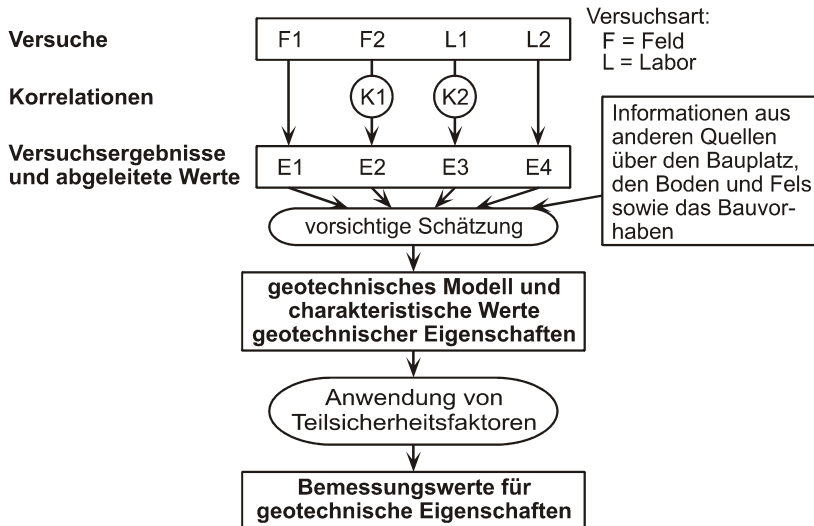 Versuche
F1 F2 L1 L2
Versuchsart:
F = Feld
L = Labor
Korrelationen
K1 K2
Versuchsergebnisse
und abgeleitete Werte
E1 E2 E3 E4
Informationen aus
anderen Quellen
über den Bauplatz,
den Boden und Fels
sowie das Bauvor-
haben
vorsichtige Schätzung
geotechnisches Modell und
charakteristische Werte
geotechnischer Eigenschaften
Anwendung von
Teilsicherheitsfaktoren
Bemessungswerte für
geotechnische Eigenschaften